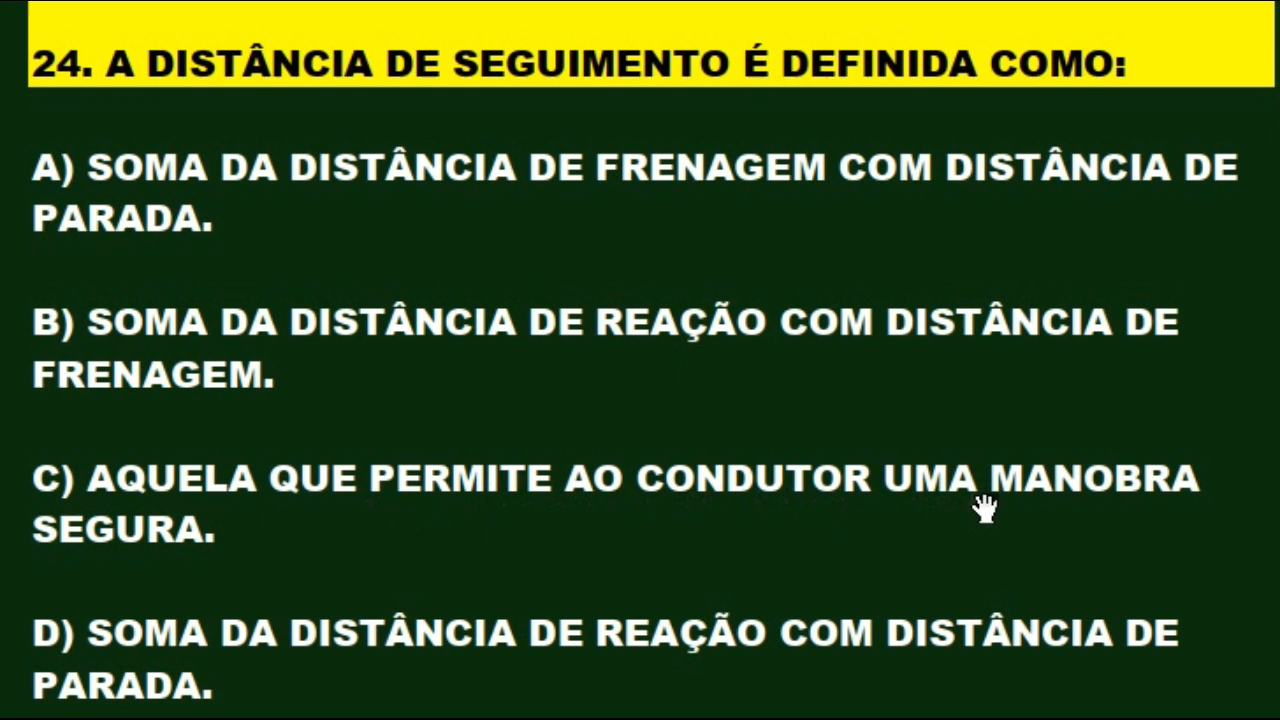 24. A DISTÂNCIA DE SEGUIMENTO É DEFINIDA COMO:
A) SOMA DA DISTÂNCIA DE FRENAGEM COM DISTÂNCIA DE
PARADA.
B) SOMA DA DISTÂNCIA DE REAÇÃO COM DISTÂNCIA DE
FRENAGEM.
C) AQUELA QUE PERMITE AO CONDUTOR UMA MANOBRA
SEGURA.
D) SOMA DA DISTÂNCIA DE REAÇÃO COM DISTÂNCIA DE
PARADA.